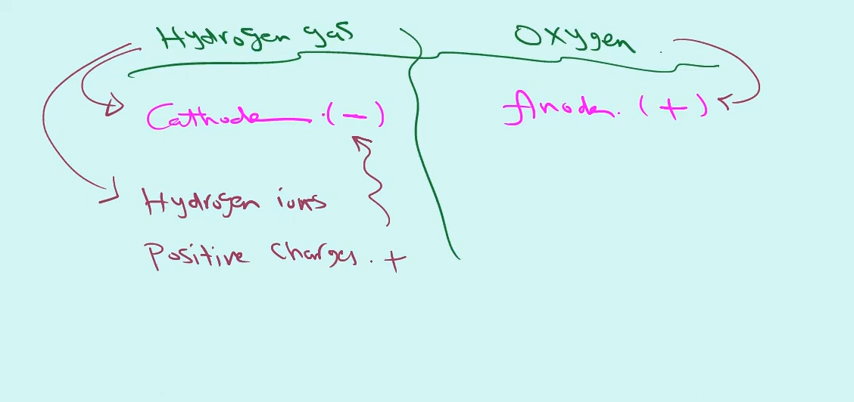 Hydrogen gas
Oxygen
Cathode (-)
Anode. (+)
Hydrogen ions
Positive Charges. +